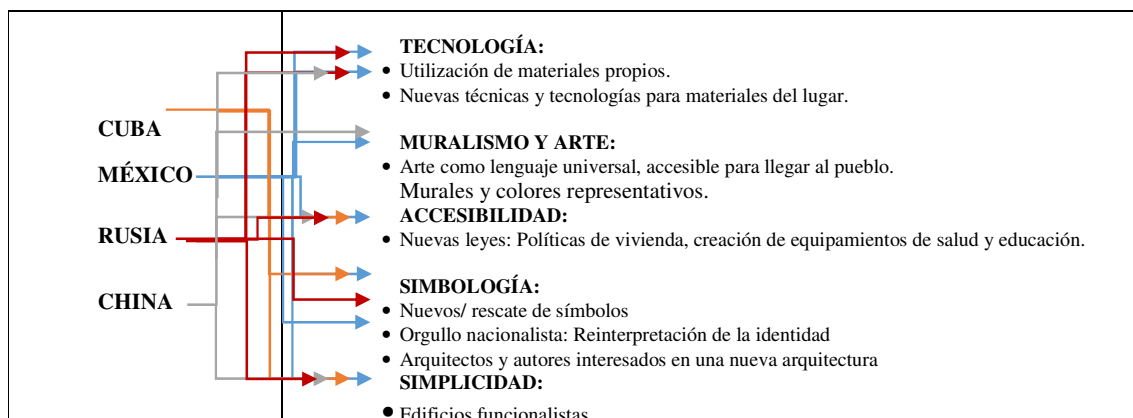 CUBA
MÉXICO
RUSIA
CHINA
TECNOLOGÍA:
• Utilización de materiales propios.
• Nuevas técnicas y tecnologías para materiales del lugar.
MURALISMO Y ARTE:
• Arte como lenguaje universal, accesible para llegar al pueblo.
Murales y colores representativos.
ACCESIBILIDAD:
• Nuevas leyes: Políticas de vivienda, creación de equipamientos de salud y educación.
SIMBOLOGÍA:
• Nuevos/ rescate de símbolos
• Orgullo nacionalista: Reinterpretación de la identidad
• Arquitectos y autores interesados en una nueva arquitectura
SIMPLICIDAD:
• Edificios funcionalistas